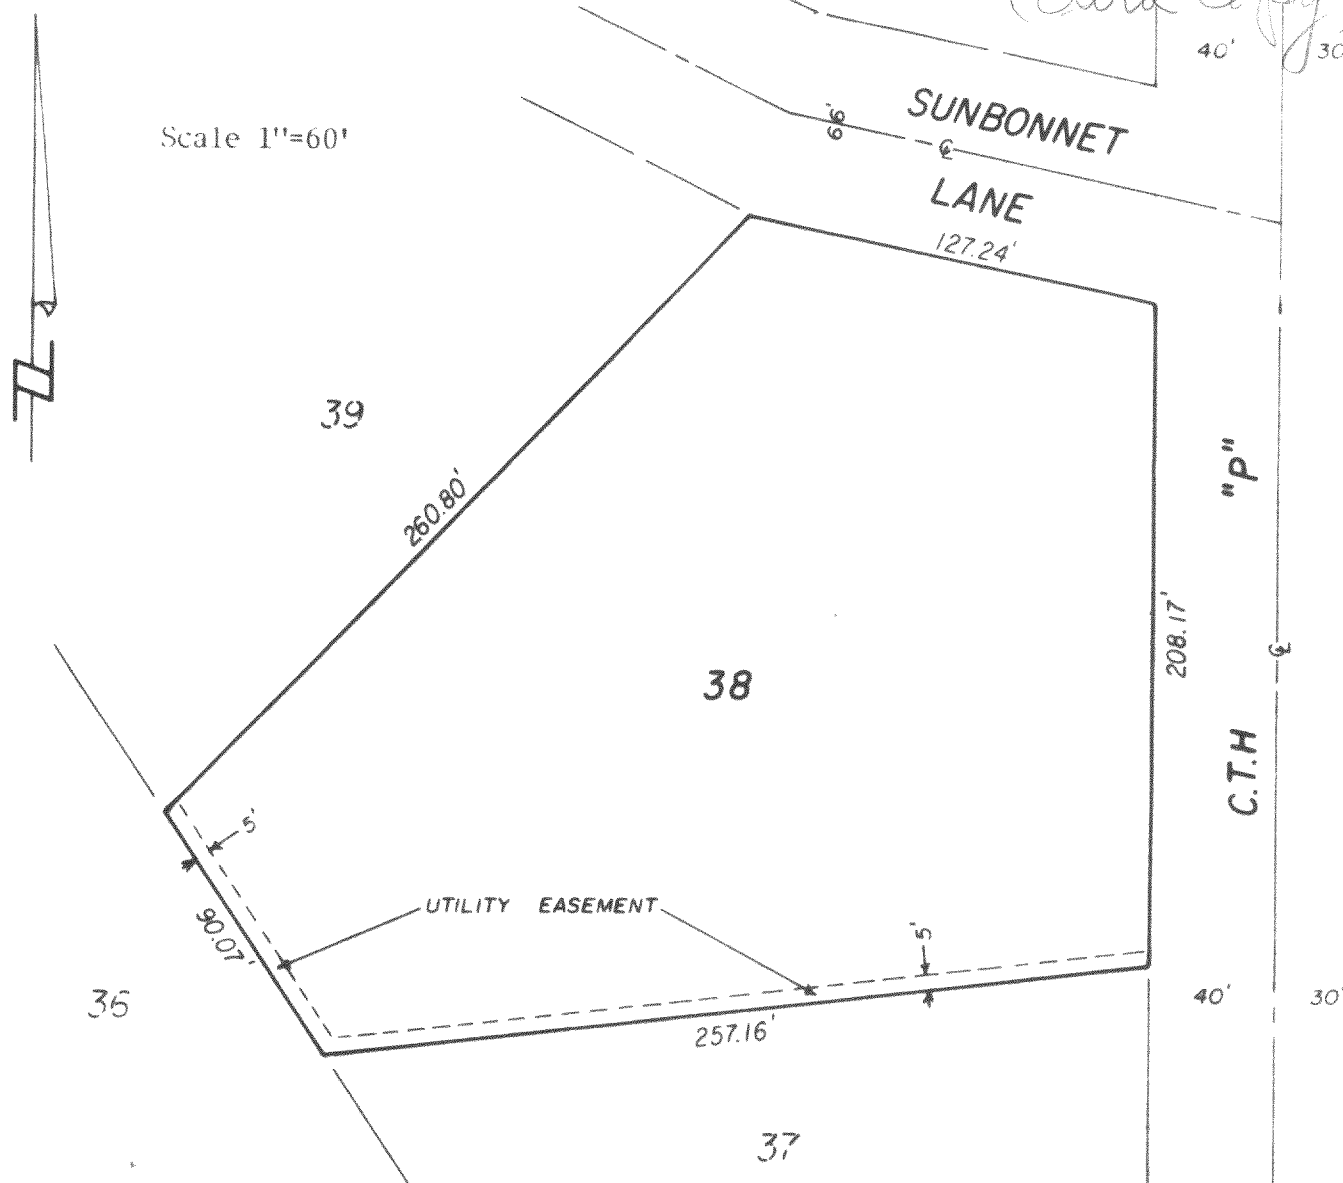 40' 30'
Scale 1"=60'
66'
SUNBONNET
℄
LANE
127.24'
N
39
"P"
260.80'
208.17'
℄
38
C.T.H
5'
UTILITY EASEMENT
90.07'
5'
36
40' 30'
257.16'
37